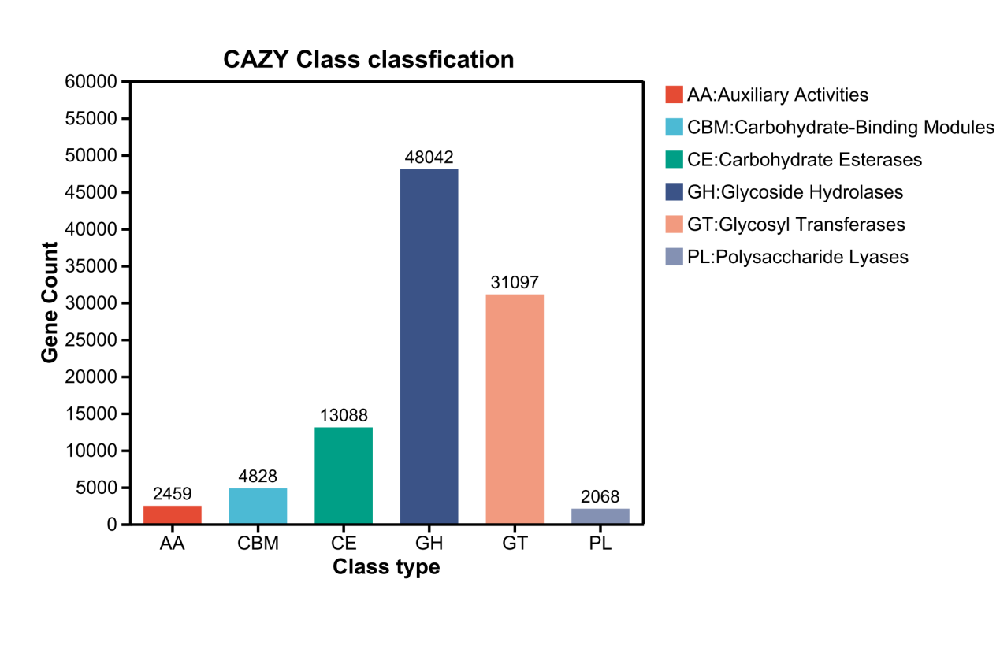 CAZY Class classfication
60000
55000
50000
45000
40000
35000
30000
25000
20000
15000
10000
5000
0
Gene Count
2459
4828
13088
48042
31097
2068
AA
CBM
CE
GH
GT
PL
Class type
AA:Auxiliary Activities
CBM:Carbohydrate-Binding Modules
CE:Carbohydrate Esterases
GH:Glycoside Hydrolases
GT:Glycosyl Transferases
PL:Polysaccharide Lyases